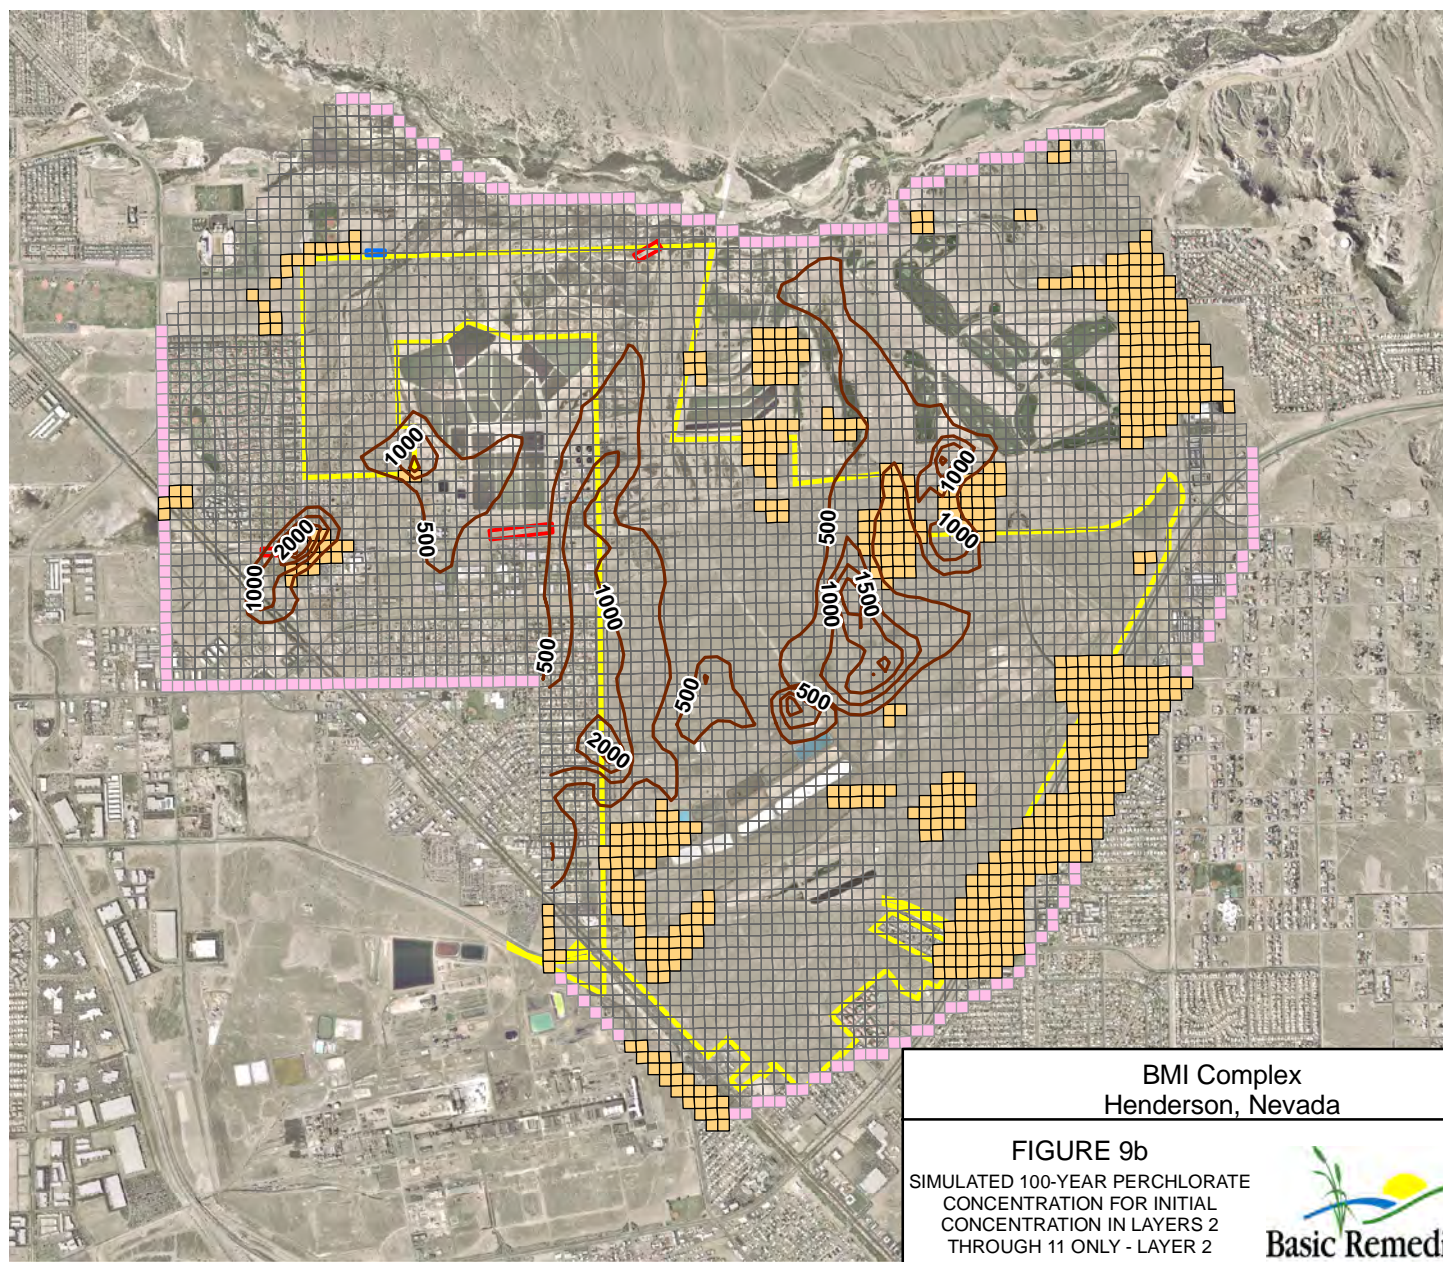 1000
500
2000
1000
500
1000
500
2000
500
500
1000
1500
1000
1000
500
BMI Complex
Henderson, Nevada
FIGURE 9b
SIMULATED 100-YEAR PERCHLORATE
CONCENTRATION FOR INITIAL
CONCENTRATION IN LAYERS 2
THROUGH 11 ONLY - LAYER 2
Basic Remedi